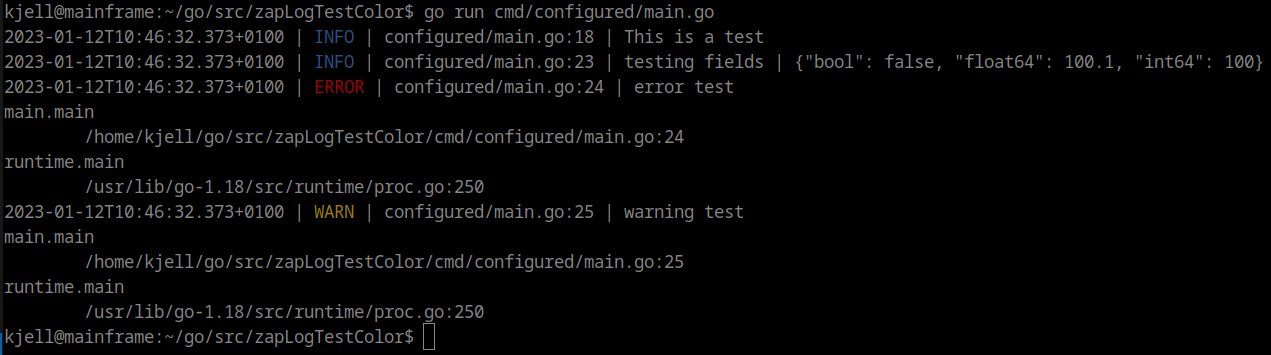 kjell@mainframe:~/go/src/zapLogTestColor$ go run cmd/configured/main.go
2023-01-12T10:46:32.373+0100 | INFO | configured/main.go:18 | This is a test
2023-01-12T10:46:32.373+0100 | INFO | configured/main.go:23 | testing fields | {"bool": false, "float64": 100.1, "int64": 100}
2023-01-12T10:46:32.373+0100 | ERROR | configured/main.go:24 | error test
main.main
        /home/kjell/go/src/zapLogTestColor/cmd/configured/main.go:24
runtime.main
        /usr/lib/go-1.18/src/runtime/proc.go:250
2023-01-12T10:46:32.373+0100 | WARN | configured/main.go:25 | warning test
main.main
        /home/kjell/go/src/zapLogTestColor/cmd/configured/main.go:25
runtime.main
        /usr/lib/go-1.18/src/runtime/proc.go:250
kjell@mainframe:~/go/src/zapLogTestColor$